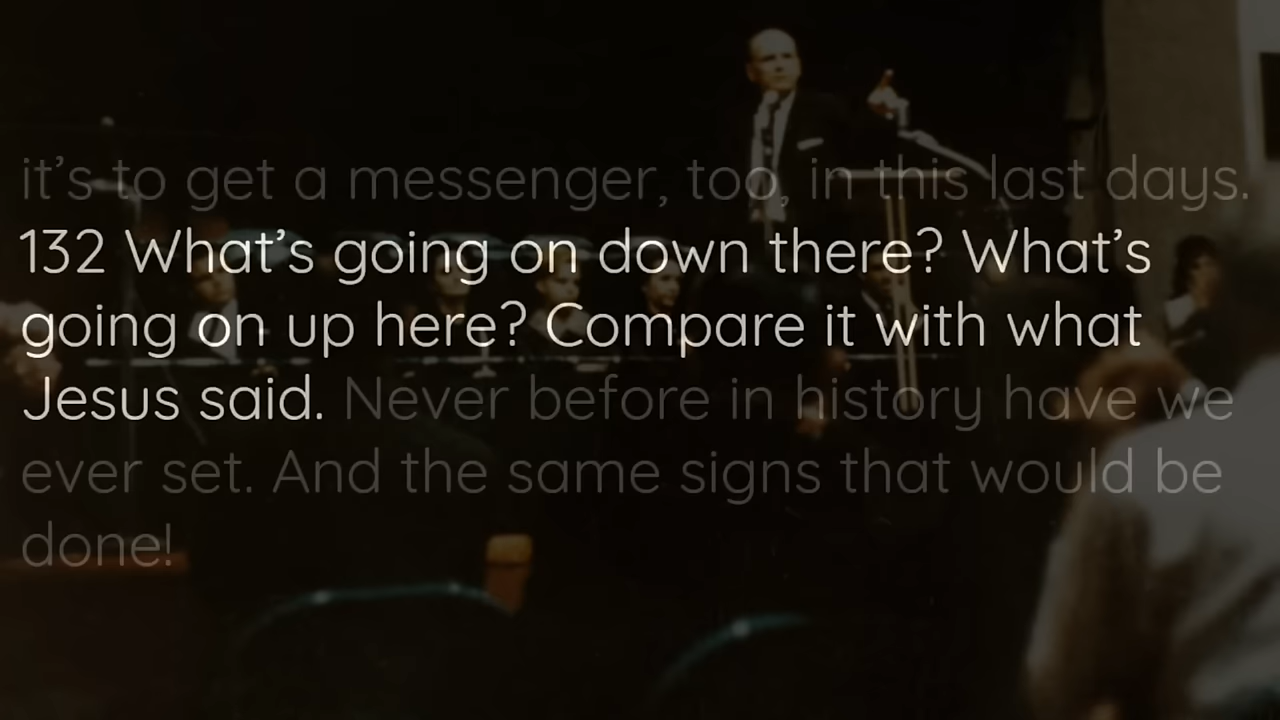 it’s to get a messenger, too, in this last days.
132 What’s going on down there? What’s
going on up here? Compare it with what
Jesus said. Never before in history have we
ever set. And the same signs that would be
done!